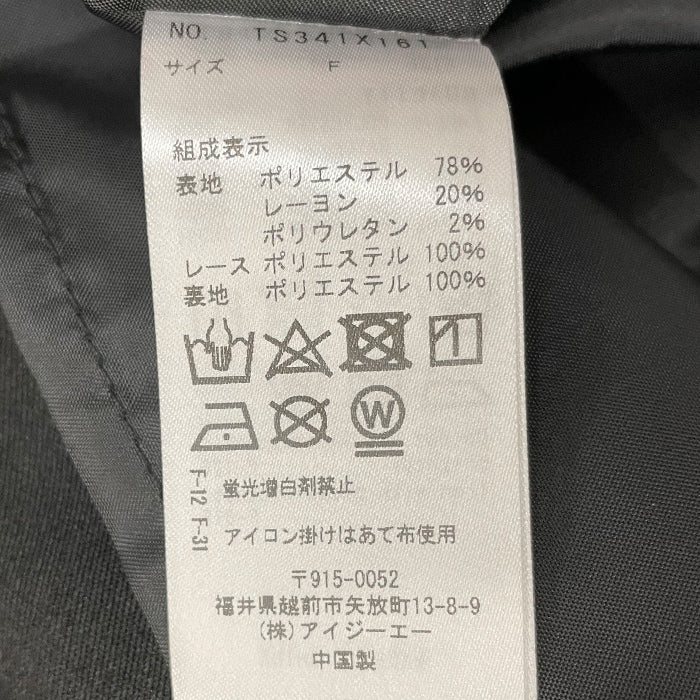 NO. TS341X161
サイズ F
組成表示
表地 ポリエステル 78%
レーヨン 20%
ポリウレタン 2%
レース ポリエステル 100%
裏地 ポリエステル 100%
W
F-12 蛍光増白剤禁止
F-31 アイロン掛けはあて布使用
〒915-0052
福井県越前市矢放町13-8-9
(株)アイジーエー
中国製